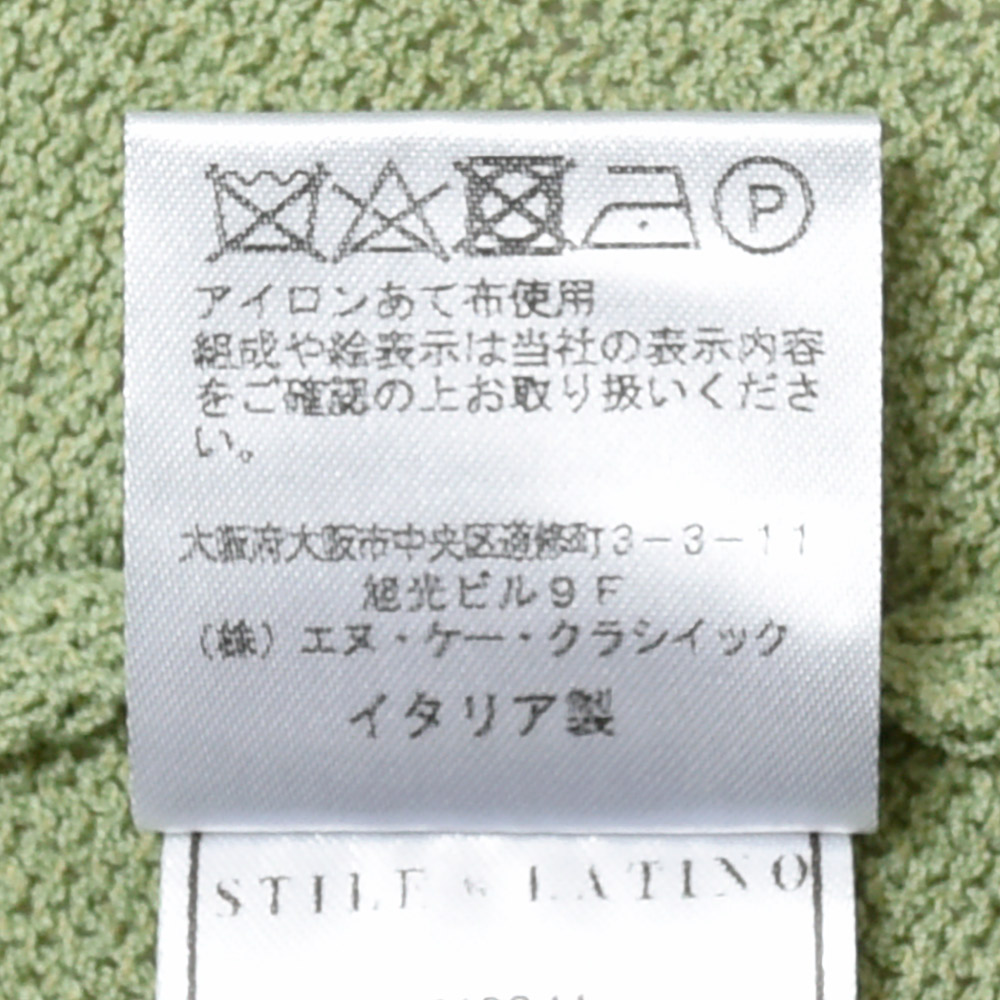 P
アイロンあて布使用
組成や絵表示は当社の表示内容
をご確認の上お取り扱いくださ
い。
大阪府大阪市中央区道修町3-3-11
旭光ビル9F
(株)エヌ・ケー・クラシイック
イタリア製
STILE LATINO